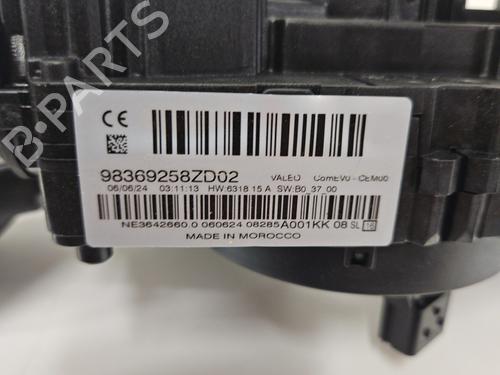 B-PARTS
CE
98369258ZD02 VALEO ComEV0 - CEM00
06/06/24 03:11:13 HW:6318 15 A SW:B0_37_00
NE3642660.0 060624 08285A001KK 08 SL 16
MADE IN MOROCCO